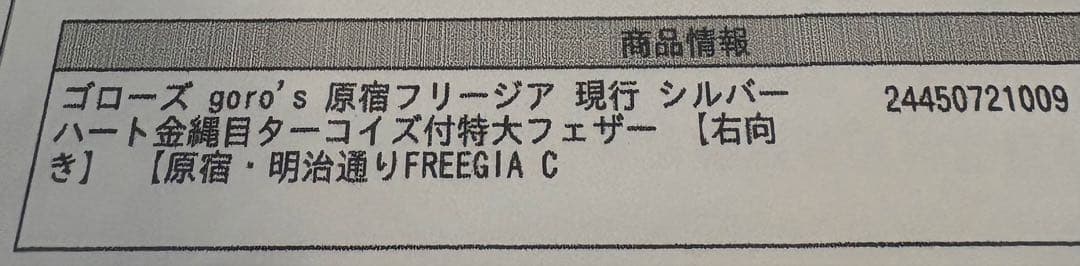 商品情報
ゴローズ goro's 原宿フリージア 現行 シルバー 24450721009
ハート金縄目ターコイズ付特大フェザー 【右向
き】 【原宿・明治通りFREEGIA C